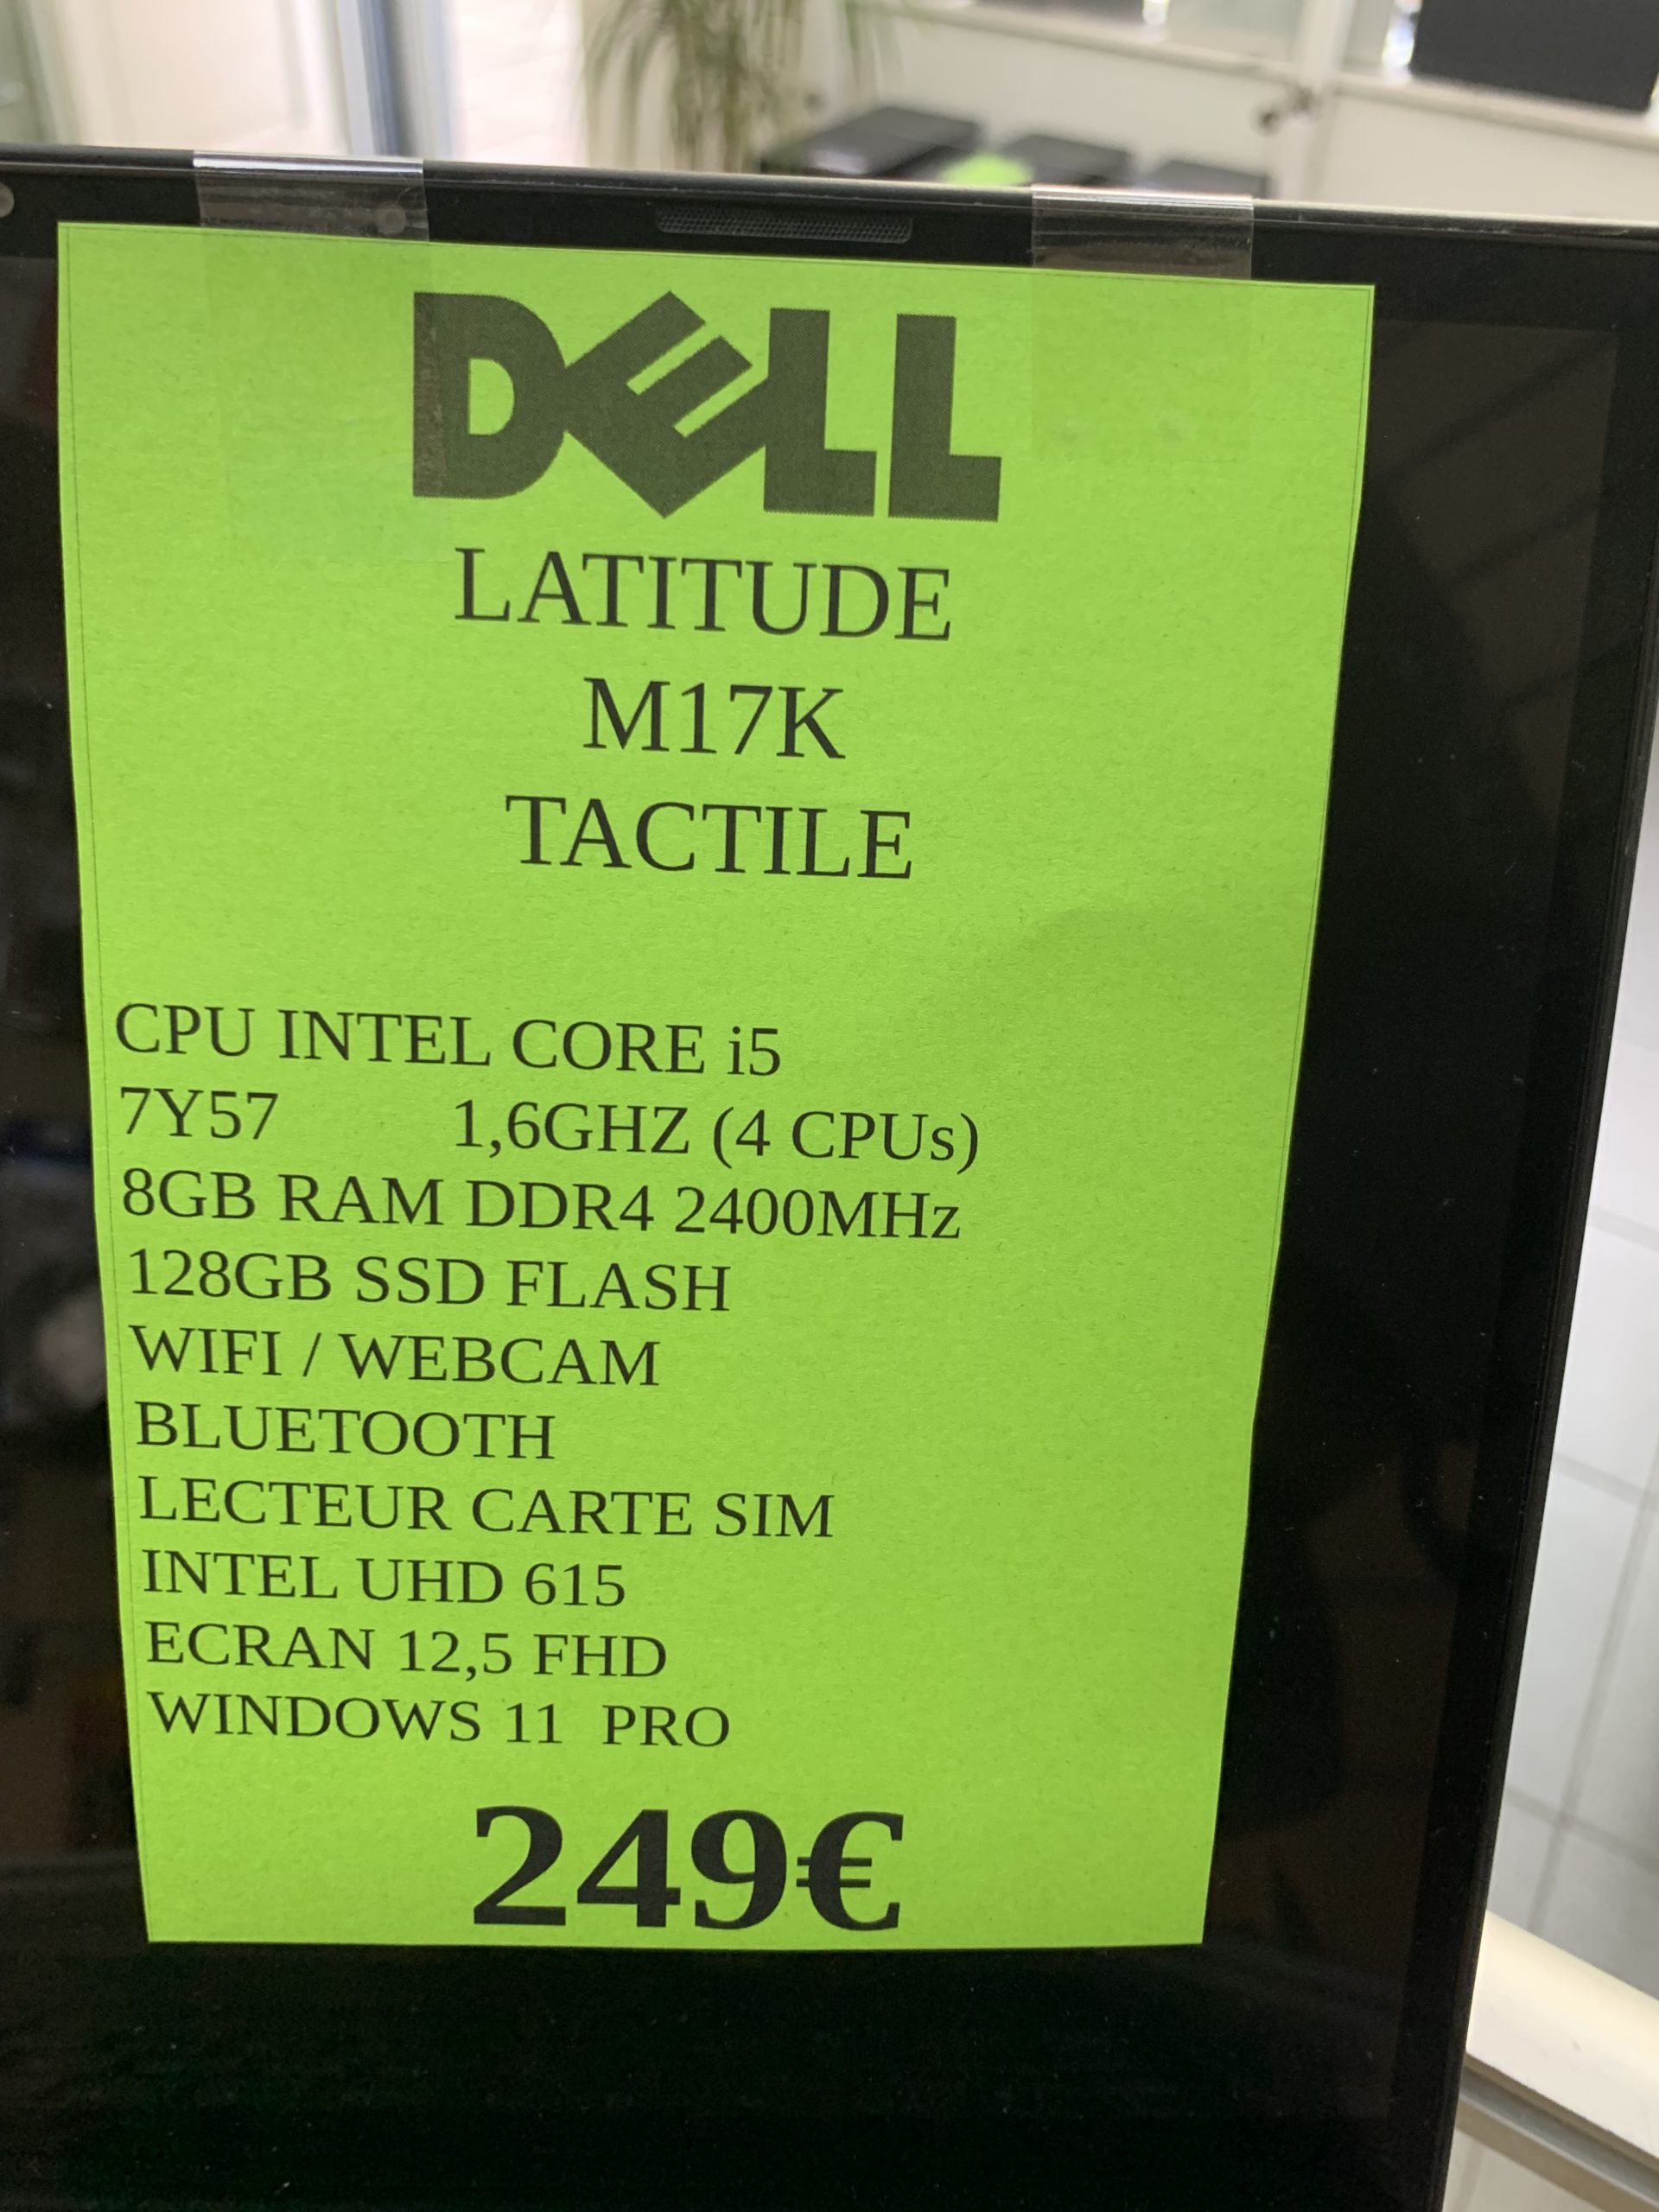 DELL
LATITUDE
M17K
TACTILE
CPU INTEL CORE i5
7Y57 1,6GHZ (4 CPUs)
8GB RAM DDR4 2400MHz
128GB SSD FLASH
WIFI / WEBCAM
BLUETOOTH
LECTEUR CARTE SIM
INTEL UHD 615
ECRAN 12,5 FHD
WINDOWS 11 PRO
249€